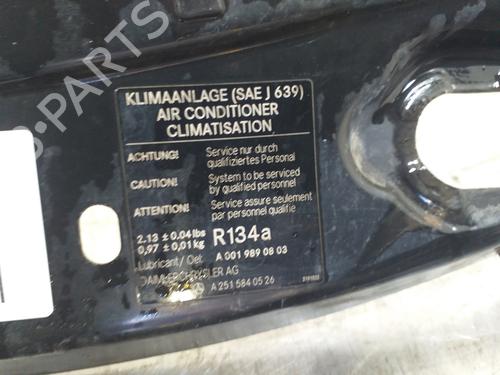 PARTS
KLIMAANLAGE (SAE J 639)
AIR CONDITIONER
CLIMATISATION
ACHTUNG: Service nur durch
qualifiziertes Personal
CAUTION: System to be serviced
by qualified personnel
ATTENTION: Service assure seulement
par personnel qualifie
2.13 ± 0.04 lbs
0,97 ± 0,01 kg R134a
Lubricant / Oel: A 001 989 08 03
DAIMLERCHRYSLER AG
A 251 584 05 26